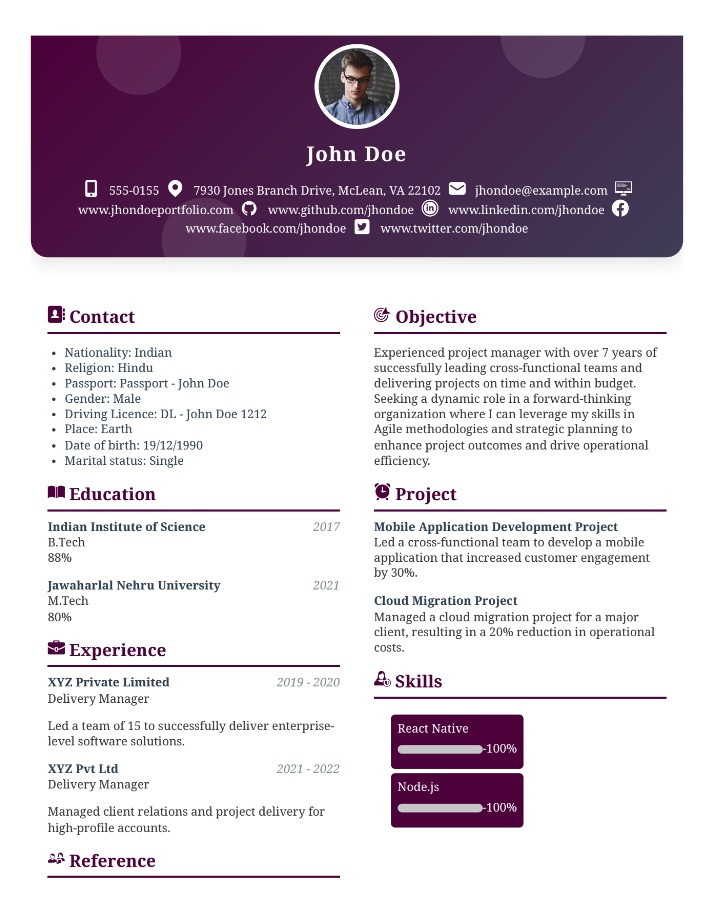 John Doe
555-0155 7930 Jones Branch Drive, McLean, VA 22102 jhondoe@example.com
www.jhondoeportfolio.com www.github.com/jhondoe www.linkedin.com/jhondoe
www.facebook.com/jhondoe www.twitter.com/jhondoe
Contact
• Nationality: Indian
• Religion: Hindu
• Passport: Passport - John Doe
• Gender: Male
• Driving Licence: DL - John Doe 1212
• Place: Earth
• Date of birth: 19/12/1990
• Marital status: Single
Education
Indian Institute of Science 2017
B.Tech
88%
Jawaharlal Nehru University 2021
M.Tech
80%
Experience
XYZ Private Limited 2019 - 2020
Delivery Manager
Led a team of 15 to successfully deliver enterprise-
level software solutions.
XYZ Pvt Ltd 2021 - 2022
Delivery Manager
Managed client relations and project delivery for
high-profile accounts.
Reference
Objective
Experienced project manager with over 7 years of
successfully leading cross-functional teams and
delivering projects on time and within budget.
Seeking a dynamic role in a forward-thinking
organization where I can leverage my skills in
Agile methodologies and strategic planning to
enhance project outcomes and drive operational
efficiency.
Project
Mobile Application Development Project
Led a cross-functional team to develop a mobile
application that increased customer engagement
by 30%.
Cloud Migration Project
Managed a cloud migration project for a major
client, resulting in a 20% reduction in operational
costs.
Skills
React Native
-100%
Node.js
-100%